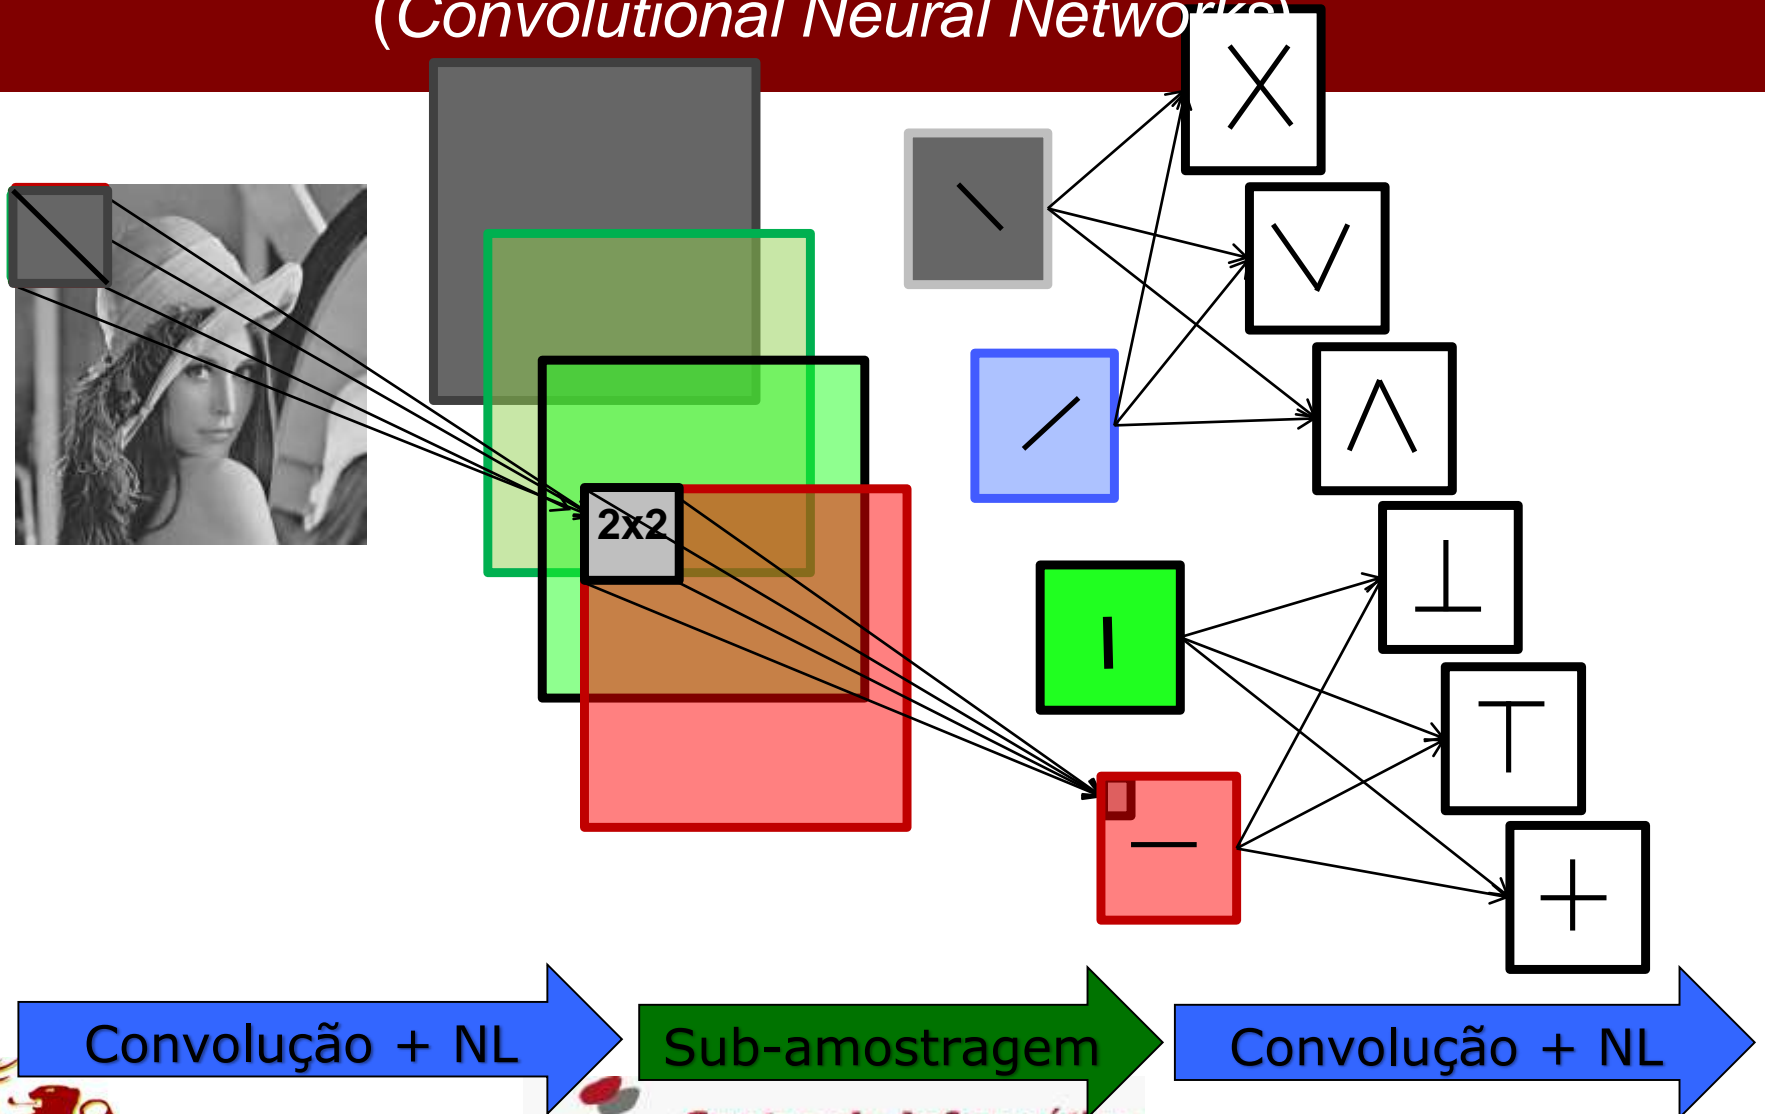 (Convolutional Neural Networks)
2x2
Convolução + NL
Sub-amostragem
Convolução + NL